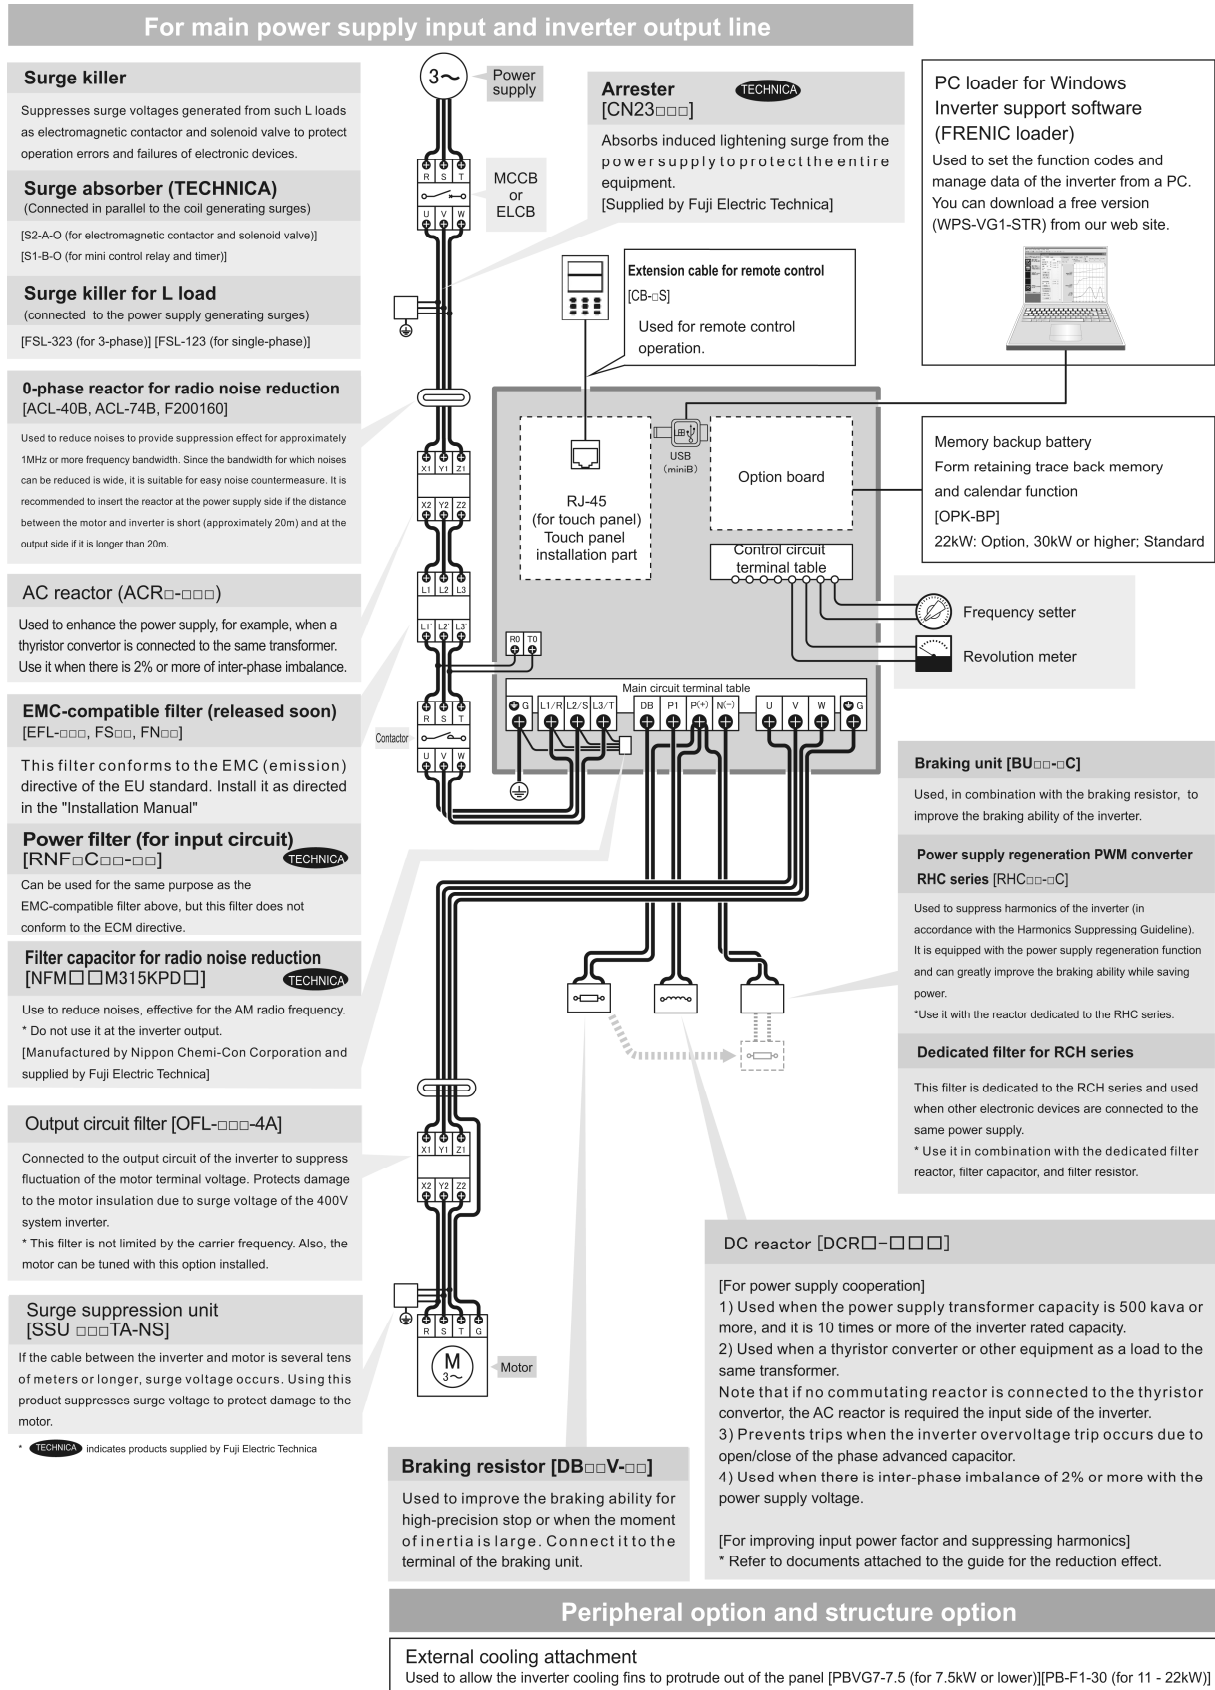 For main power supply input and inverter output line
Surge killer
Suppresses surge voltages generated from such L loads
as electromagnetic contactor and solenoid valve to protect
operation errors and failures of electronic devices.
Surge absorber (TECHNICA)
(Connected in parallel to the coil generating surges)
[S2-A-O (for electromagnetic contactor and solenoid valve)]
[S1-B-O (for mini control relay and timer)]
Surge killer for L load
(connected to the power supply generating surges)
[FSL-323 (for 3-phase)] [FSL-123 (for single-phase)]
0-phase reactor for radio noise reduction
[ACL-40B, ACL-74B, F200160]
Used to reduce noises to provide suppression effect for approximately
1MHz or more frequency bandwidth. Since the bandwidth for which noises
can be reduced is wide, it is suitable for easy noise countermeasure. It is
recommended to insert the reactor at the power supply side if the distance
between the motor and inverter is short (approximately 20m) and at the
output side if it is longer than 20m.
AC reactor (ACR□-□□□)
Used to enhance the power supply, for example, when a
thyristor convertor is connected to the same transformer.
Use it when there is 2% or more of inter-phase imbalance.
EMC-compatible filter (released soon)
[EFL-□□□, FS□□, FN□□]
This filter conforms to the EMC (emission)
directive of the EU standard. Install it as directed
in the "Installation Manual"
Power filter (for input circuit)
[RNF□C□□-□□] TECHNICA
Can be used for the same purpose as the
EMC-compatible filter above, but this filter does not
conform to the ECM directive.
Filter capacitor for radio noise reduction
[NFM□□M315KPD□] TECHNICA
Use to reduce noises, effective for the AM radio frequency.
* Do not use it at the inverter output.
[Manufactured by Nippon Chemi-Con Corporation and
supplied by Fuji Electric Technica]
Output circuit filter [OFL-□□□-4A]
Connected to the output circuit of the inverter to suppress
fluctuation of the motor terminal voltage. Protects damage
to the motor insulation due to surge voltage of the 400V
system inverter.
* This filter is not limited by the carrier frequency. Also, the
motor can be tuned with this option installed.
Surge suppression unit
[SSU □□□TA-NS]
If the cable between the inverter and motor is several tens
of meters or longer, surge voltage occurs. Using this
product suppresses surge voltage to protect damage to the
motor.
* TECHNICA indicates products supplied by Fuji Electric Technica
3~
Power
supply
R S T
U V W
MCCB
or
ELCB
X1 Y1 Z1
X2 Y2 Z2
L1 L2 L3
L1' L2' L3'
R S T
Contactor
U V W
X1 Y1 Z1
X2 Y2 Z2
R S T G
M
3~
Motor
Arrester TECHNICA
[CN23□□□]
Absorbs induced lightening surge from the
power supply to protect the entire
equipment.
[Supplied by Fuji Electric Technica]
Extension cable for remote control
[CB-□S]
Used for remote control
operation.
RJ-45
(for touch panel)
Touch panel
installation part
USB
(miniB)
Option board
Control circuit
terminal table
R0 T0
Main circuit terminal table
G L1/R L2/S L3/T DB P1 P(+) N(-) U V W G
PC loader for Windows
Inverter support software
(FRENIC loader)
Used to set the function codes and
manage data of the inverter from a PC.
You can download a free version
(WPS-VG1-STR) from our web site.
Memory backup battery
Form retaining trace back memory
and calendar function
[OPK-BP]
22kW: Option, 30kW or higher; Standard
Frequency setter
Revolution meter
Braking unit [BU□□-□C]
Used, in combination with the braking resistor, to
improve the braking ability of the inverter.
Power supply regeneration PWM converter
RHC series [RHC□□-□C]
Used to suppress harmonics of the inverter (in
accordance with the Harmonics Suppressing Guideline).
It is equipped with the power supply regeneration function
and can greatly improve the braking ability while saving
power.
*Use it with the reactor dedicated to the RHC series.
Dedicated filter for RCH series
This filter is dedicated to the RCH series and used
when other electronic devices are connected to the
same power supply.
* Use it in combination with the dedicated filter
reactor, filter capacitor, and filter resistor.
DC reactor [DCR□-□□□]
[For power supply cooperation]
1) Used when the power supply transformer capacity is 500 kava or
more, and it is 10 times or more of the inverter rated capacity.
2) Used when a thyristor converter or other equipment as a load to the
same transformer.
Note that if no commutating reactor is connected to the thyristor
convertor, the AC reactor is required the input side of the inverter.
3) Prevents trips when the inverter overvoltage trip occurs due to
open/close of the phase advanced capacitor.
4) Used when there is inter-phase imbalance of 2% or more with the
power supply voltage.
[For improving input power factor and suppressing harmonics]
* Refer to documents attached to the guide for the reduction effect.
Braking resistor [DB□□V-□□]
Used to improve the braking ability for
high-precision stop or when the moment
of inertia is large. Connect it to the
terminal of the braking unit.
Peripheral option and structure option
External cooling attachment
Used to allow the inverter cooling fins to protrude out of the panel [PBVG7-7.5 (for 7.5kW or lower)][PB-F1-30 (for 11 - 22kW)]